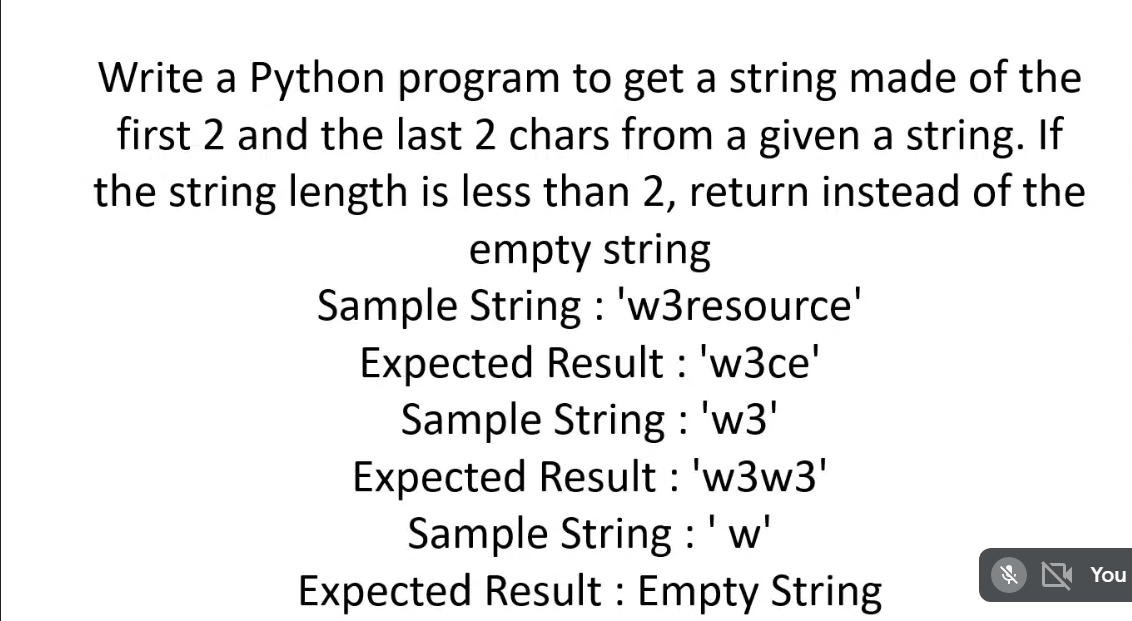 Write a Python program to get a string made of the
first 2 and the last 2 chars from a given a string. If
the string length is less than 2, return instead of the
empty string
Sample String : 'w3resource'
Expected Result : 'w3ce'
Sample String : 'w3'
Expected Result : 'w3w3'
Sample String : ' w'
Expected Result : Empty String
You